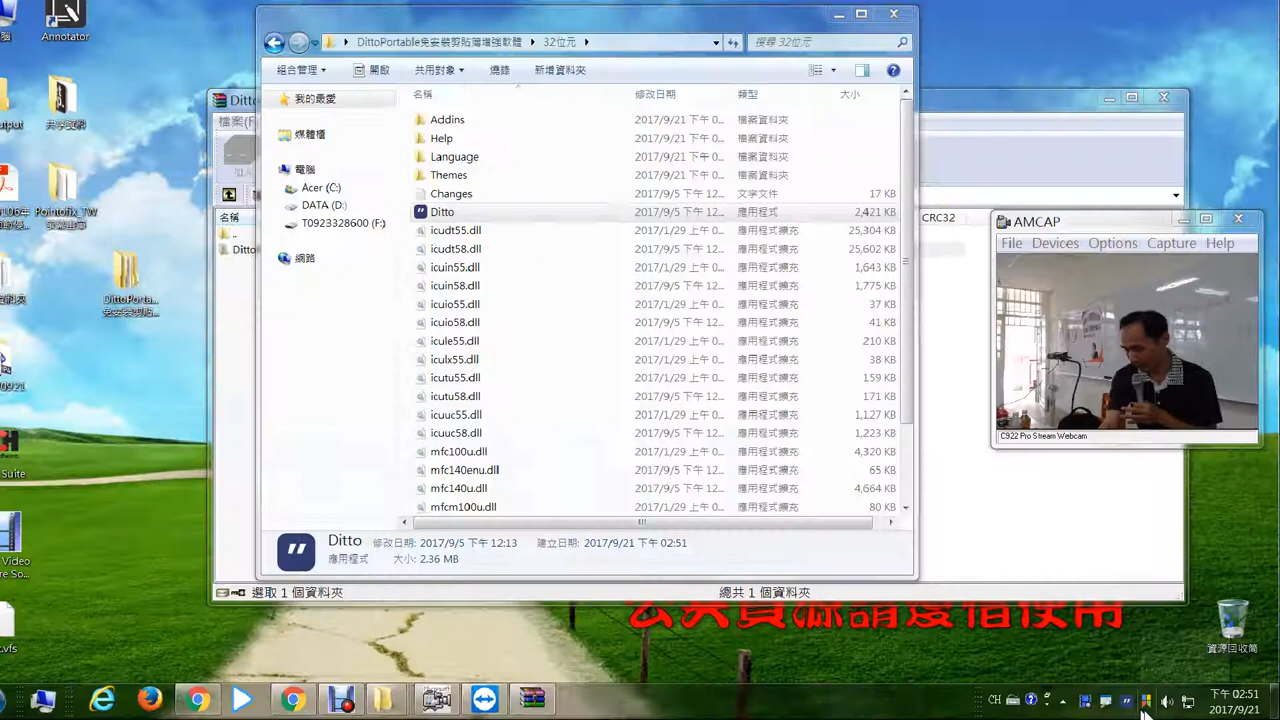 Annotator
DittoPortable免安裝剪貼簿增強軟體
32位元
搜尋 32位元
組合管理
開啟
共用對象
燒錄
新增資料夾
我的最愛
媒體櫃
電腦
Acer (C:)
DATA (D:)
T0923328600 (F:)
網路
名稱 修改日期 類型 大小
Addins 2017/9/21 下午 0... 檔案資料夾
Help 2017/9/21 下午 0... 檔案資料夾
Language 2017/9/21 下午 0... 檔案資料夾
Themes 2017/9/21 下午 0... 檔案資料夾
Changes 2017/9/5 下午 12... 文字文件 17 KB
Ditto 2017/9/5 下午 12... 應用程式 2,421 KB
icudt55.dll 2017/1/29 上午 0... 應用程式擴充 25,304 KB
icudt58.dll 2017/9/5 下午 12... 應用程式擴充 25,602 KB
icuin55.dll 2017/1/29 上午 0... 應用程式擴充 1,643 KB
icuin58.dll 2017/9/5 下午 12... 應用程式擴充 1,775 KB
icuio55.dll 2017/1/29 上午 0... 應用程式擴充 37 KB
icuio58.dll 2017/9/5 下午 12... 應用程式擴充 41 KB
icule55.dll 2017/1/29 上午 0... 應用程式擴充 210 KB
iculx55.dll 2017/1/29 上午 0... 應用程式擴充 38 KB
icutu55.dll 2017/1/29 上午 0... 應用程式擴充 159 KB
icutu58.dll 2017/9/5 下午 12... 應用程式擴充 171 KB
icuuc55.dll 2017/1/29 上午 0... 應用程式擴充 1,127 KB
icuuc58.dll 2017/9/5 下午 12... 應用程式擴充 1,223 KB
mfc100u.dll 2017/1/29 上午 0... 應用程式擴充 4,320 KB
mfc140enu.dll 2017/9/5 下午 12... 應用程式擴充 65 KB
mfc140u.dll 2017/9/5 下午 12... 應用程式擴充 4,664 KB
mfcm100u.dll 2017/1/29 上午 0... 應用程式擴充 80 KB
Ditto 修改日期: 2017/9/5 下午 12:13 建立日期: 2017/9/21 下午 02:51
應用程式 大小: 2.36 MB
Ditto
檔案(F
名稱
..
Ditto
CRC32
選取 1 個資料夾
總共 1 個資料夾
AMCAP
File Devices Options Capture Help
C922 Pro Stream Webcam
DittoPorta...
免安裝剪貼...
腦
utput
Pointofix_TW
0921
Suite
Video
re So...
.vfs
公共資源請愛惜使用
資源回收筒
CH
下午 02:51
2017/9/21